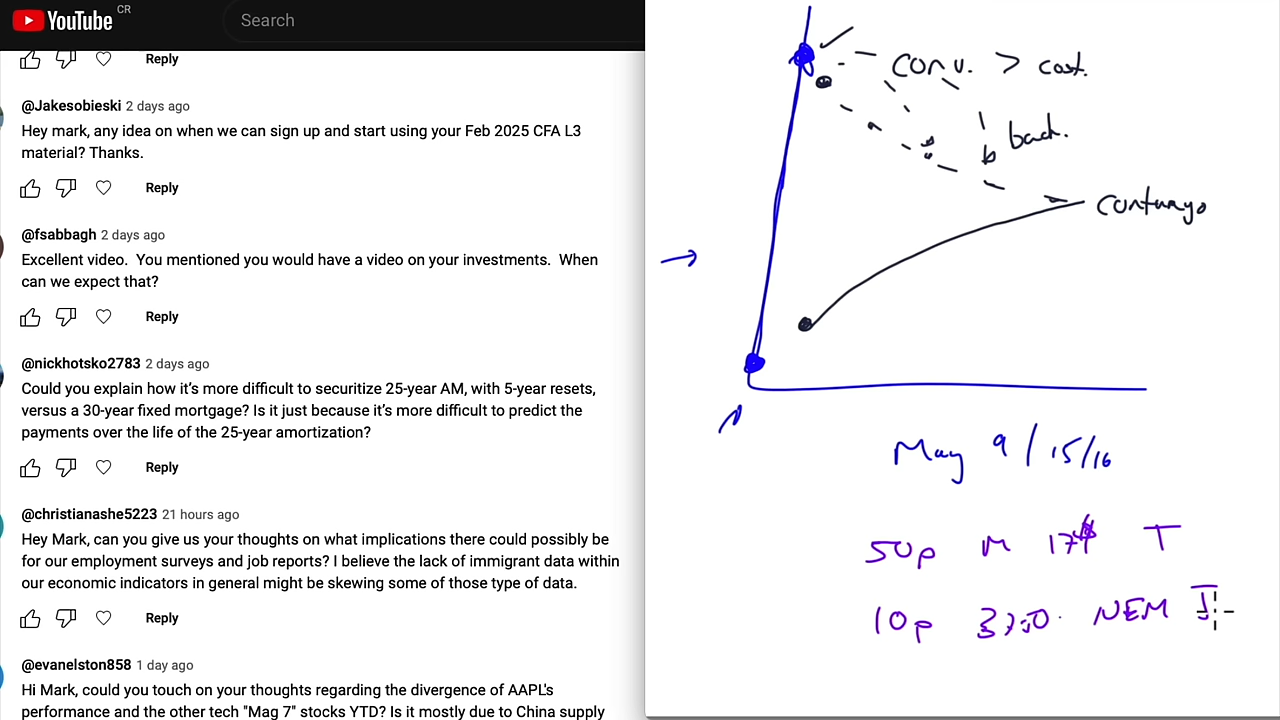 YouTube CR
Search
Reply
@Jakesobieski 2 days ago
Hey mark, any idea on when we can sign up and start using your Feb 2025 CFA L3
material? Thanks.
Reply
@fsabbagh 2 days ago
Excellent video. You mentioned you would have a video on your investments. When
can we expect that?
Reply
@nickhotsko2783 2 days ago
Could you explain how it's more difficult to securitize 25-year AM, with 5-year resets,
versus a 30-year fixed mortgage? Is it just because it's more difficult to predict the
payments over the life of the 25-year amortization?
Reply
@christianashe5223 21 hours ago
Hey Mark, can you give us your thoughts on what implications there could possibly be
for our employment surveys and job reports? I believe the lack of immigrant data within
our economic indicators in general might be skewing some of those type of data.
Reply
@evanelston858 1 day ago
Hi Mark, could you touch on your thoughts regarding the divergence of AAPL's
performance and the other tech "Mag 7" stocks YTD? Is it mostly due to China supply
conv. > cost.
back.
contango
May 9/15/16
50p M T
10p NEM